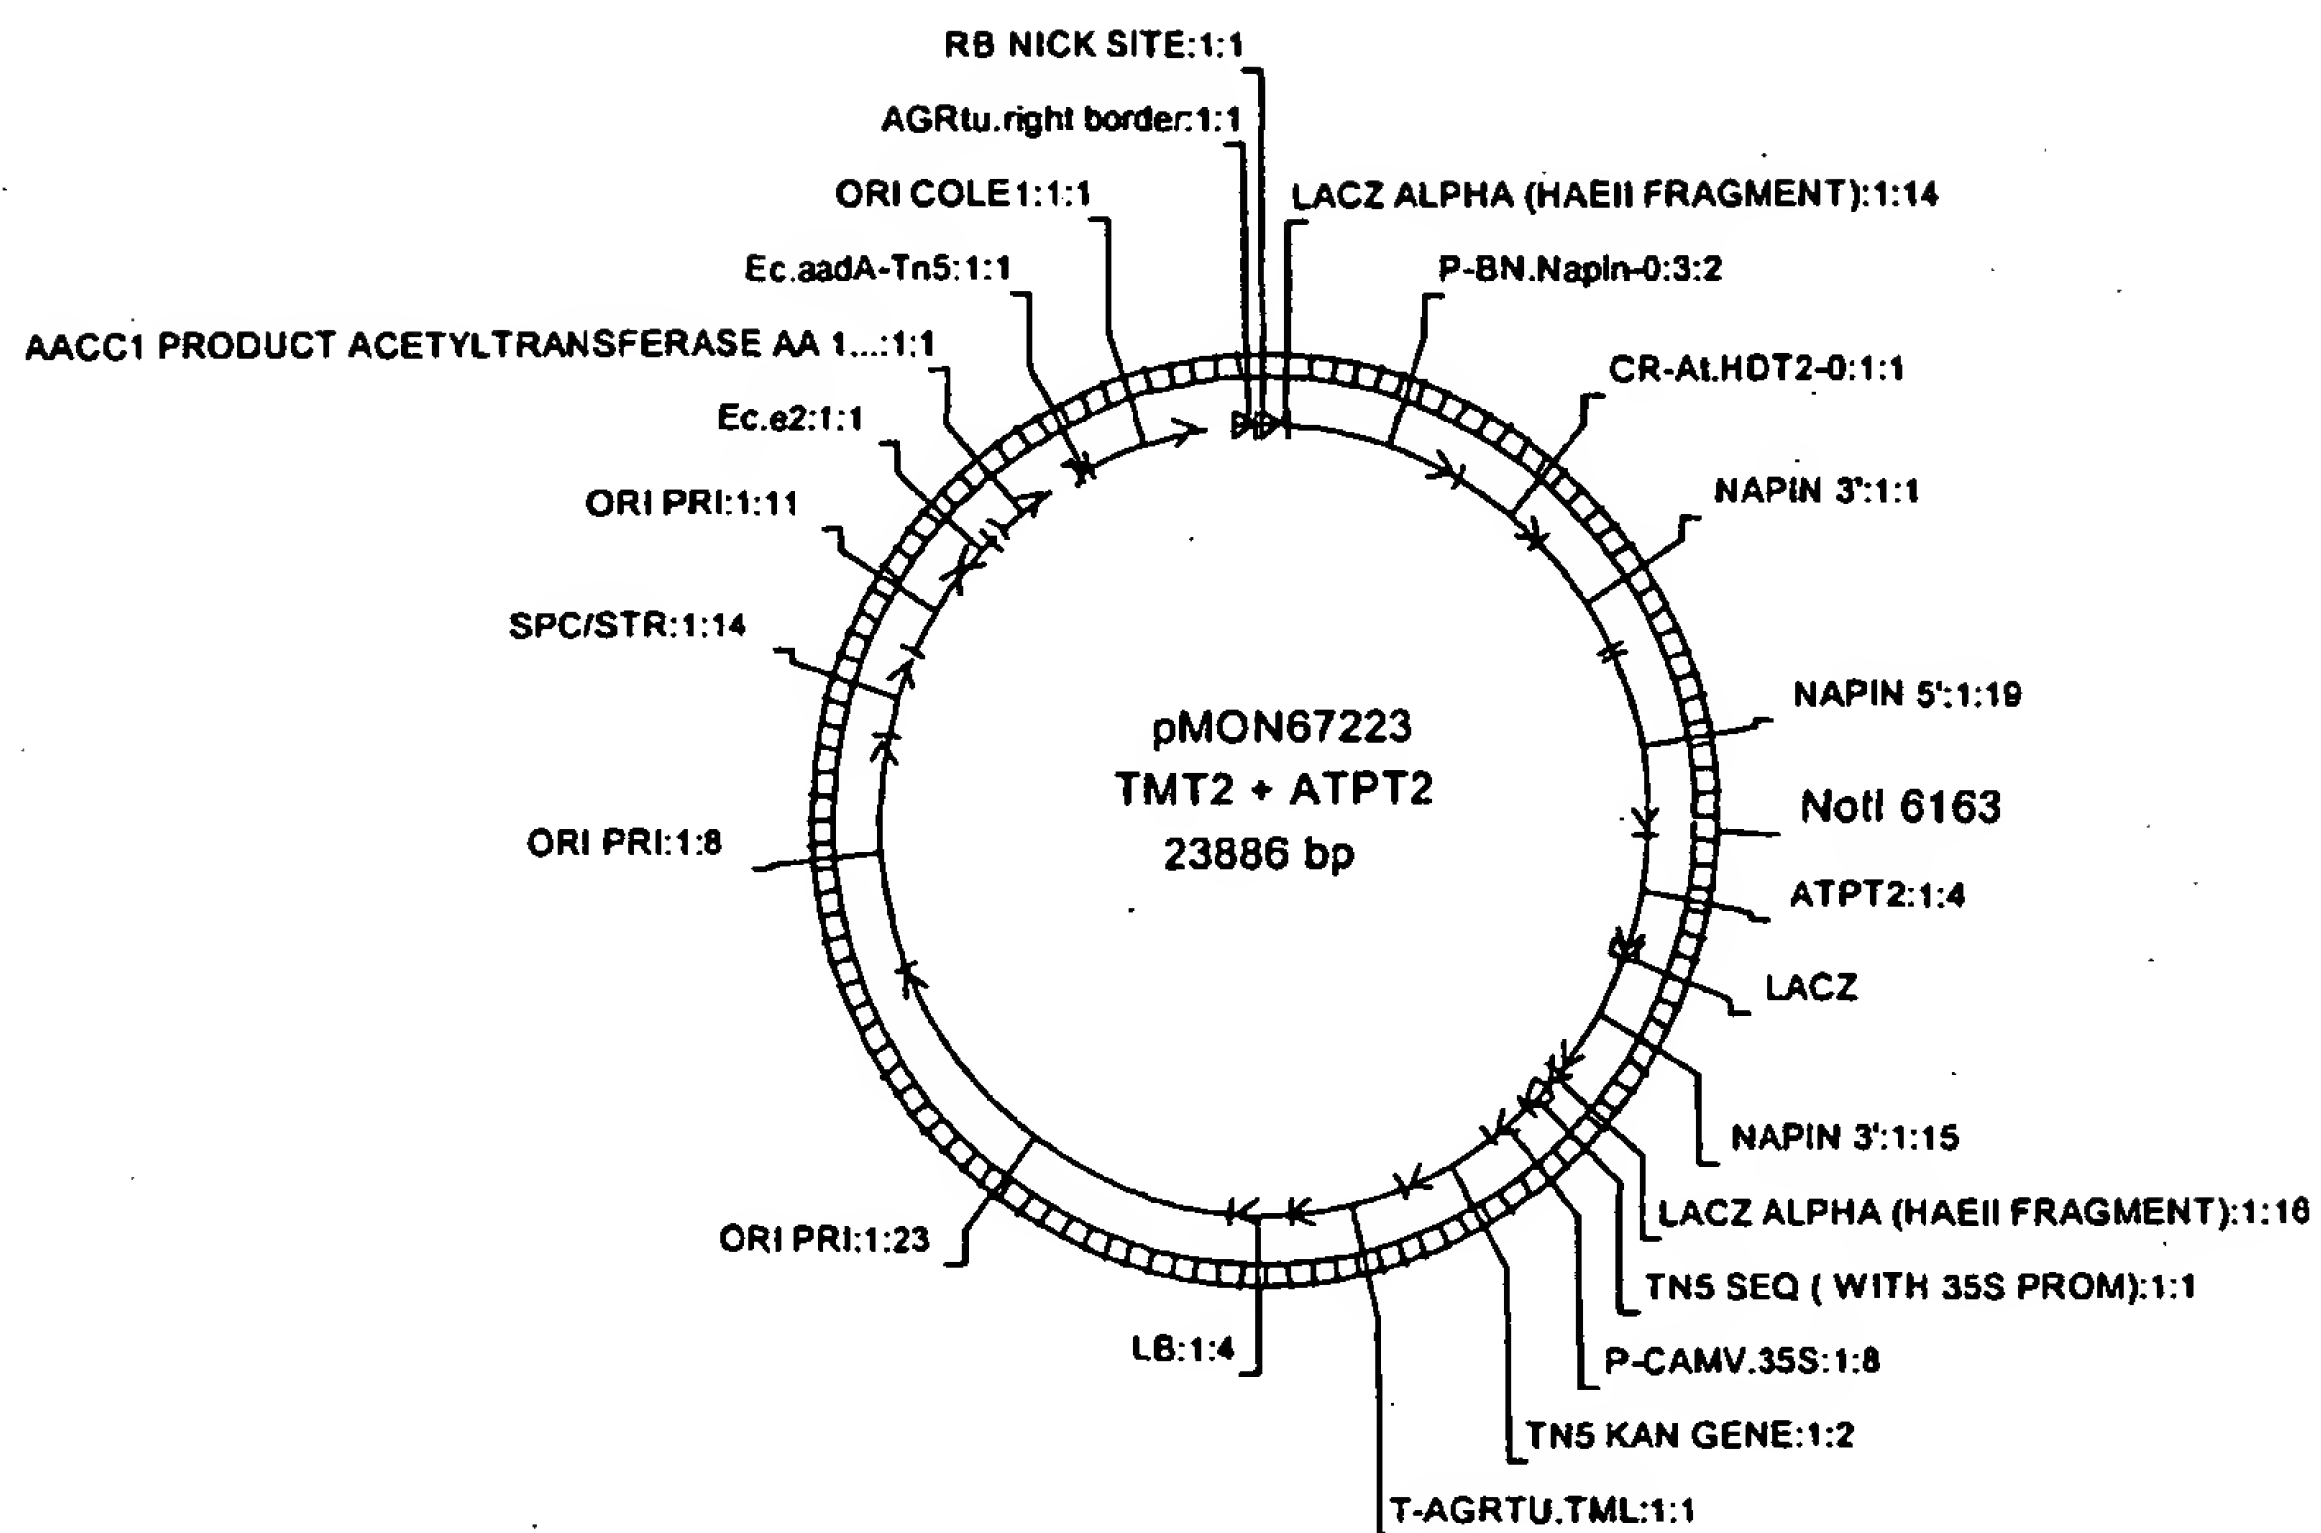 RB NICK SITE:1:1
AGRtu.right border:1:1
ORI COLE1:1:1
LACZ ALPHA (HAEII FRAGMENT):1:14
Ec.aadA-Tn5:1:1
P-BN.Napin-0:3:2
AACC1 PRODUCT ACETYLTRANSFERASE AA 1...:1:1
CR-At.HDT2-0:1:1
Ec.e2:1:1
ORI PRI:1:11
NAPIN 3':1:1
SPC/STR:1:14
NAPIN 5':1:19
pMON67223
TMT2 + ATPT2
23886 bp
NotI 6163
ORI PRI:1:8
ATPT2:1:4
LACZ
NAPIN 3':1:15
LACZ ALPHA (HAEII FRAGMENT):1:16
ORI PRI:1:23
TN5 SEQ ( WITH 35S PROM):1:1
LB:1:4
P-CAMV.35S:1:8
TN5 KAN GENE:1:2
T-AGRTU.TML:1:1